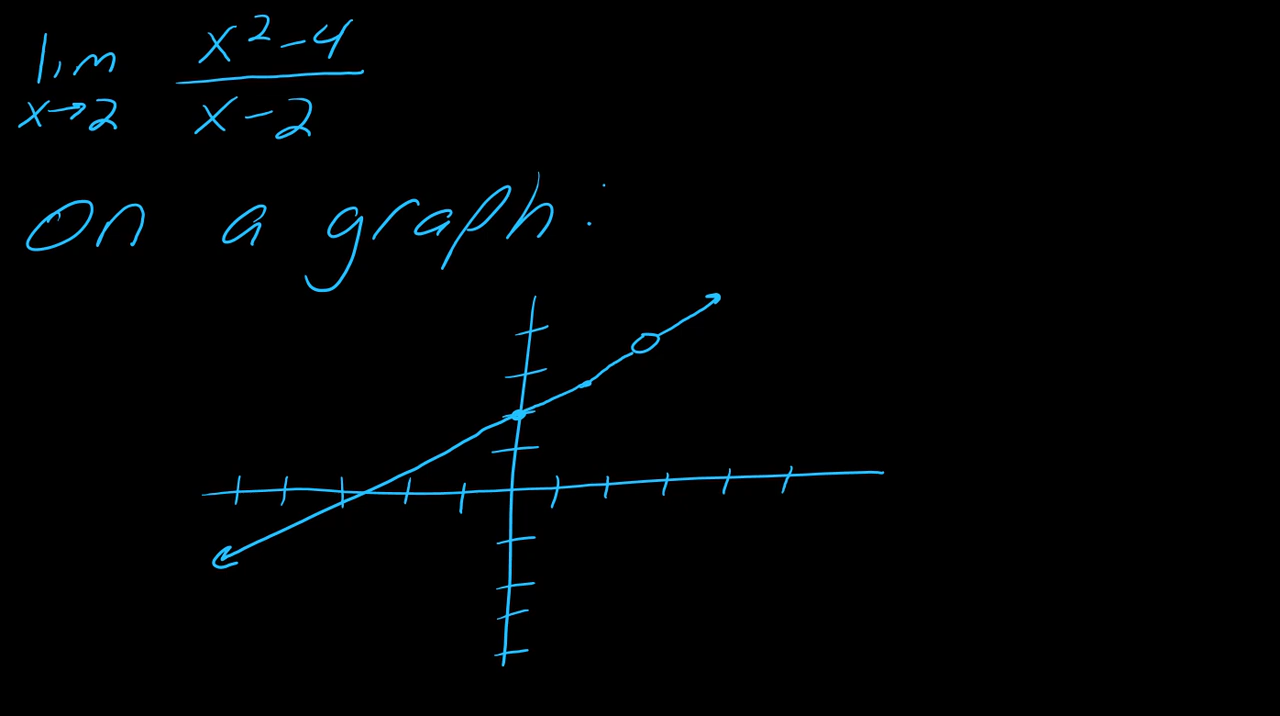 lim x→2 (x²-4)/(x-2)
on a graph: